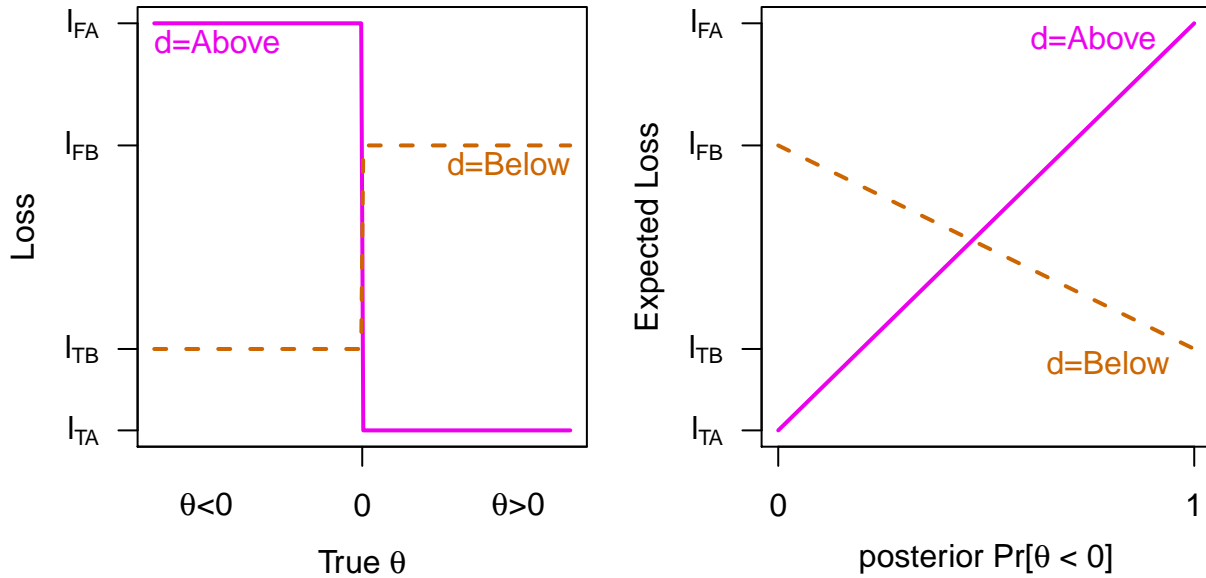 Loss
l_FA
l_FB
l_TB
l_TA
d=Above
d=Below
θ<0
0
θ>0
True θ
Expected Loss
l_FA
l_FB
l_TB
l_TA
d=Above
d=Below
0
1
posterior Pr[θ < 0]